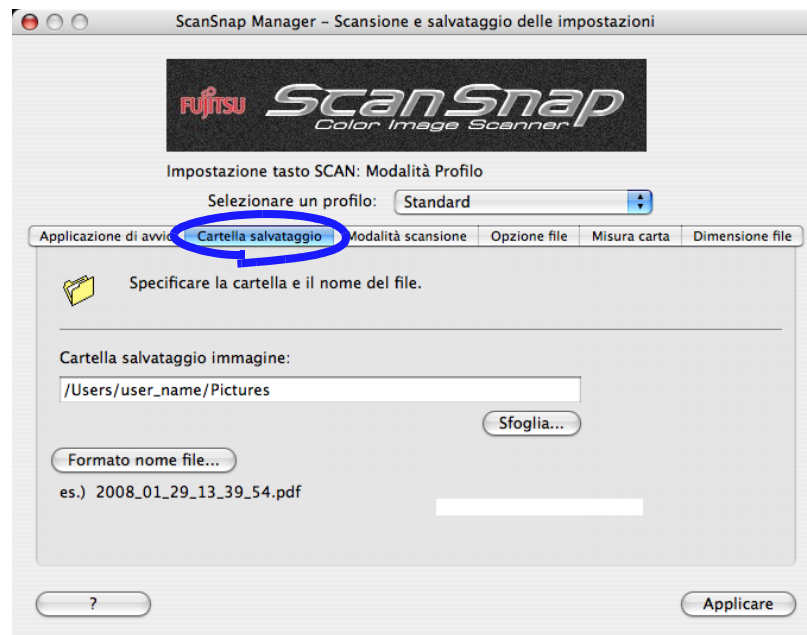 ScanSnap Manager – Scansione e salvataggio delle impostazioni
FUJITSU ScanSnap
Color Image Scanner
Impostazione tasto SCAN: Modalità Profilo
Selezionare un profilo: Standard
Applicazione di avvio Cartella salvataggio Modalità scansione Opzione file Misura carta Dimensione file
Specificare la cartella e il nome del file.
Cartella salvataggio immagine:
/Users/user_name/Pictures
Sfoglia...
Formato nome file...
es.) 2008_01_29_13_39_54.pdf
? Applicare